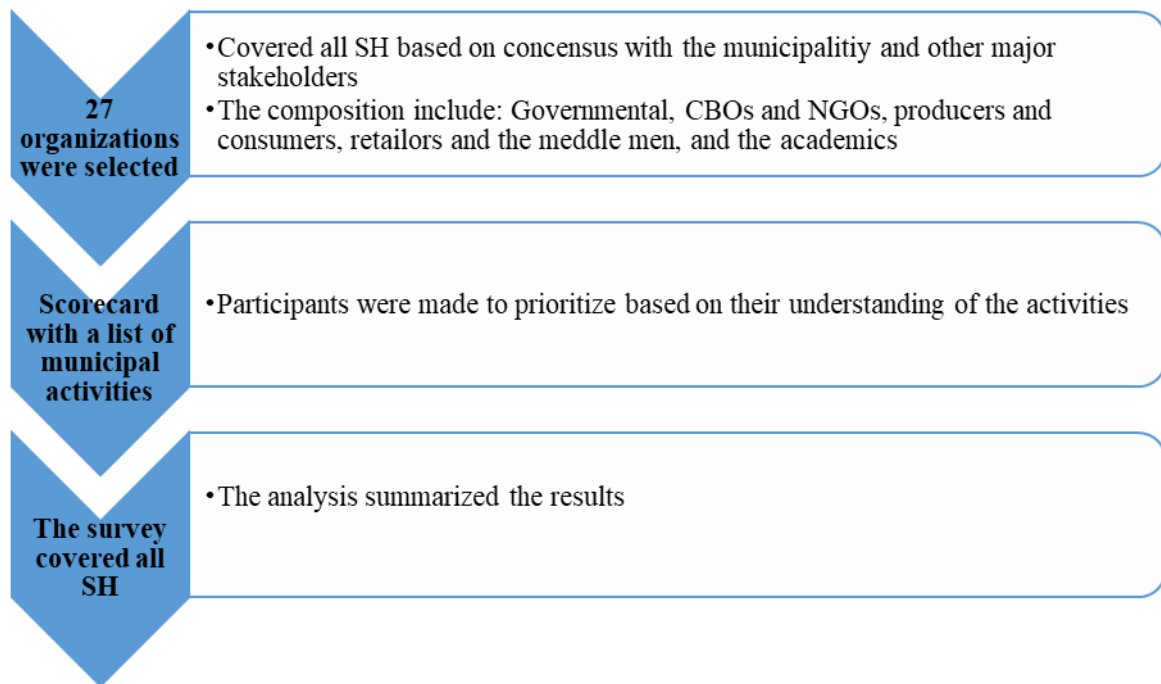 27
organizations
were selected
•Covered all SH based on concensus with the municipalitiy and other major
stakeholders
•The composition include: Governmental, CBOs and NGOs, producers and
consumers, retailors and the meddle men, and the academics
Scorecard
with a list of
municipal
activities
•Participants were made to prioritize based on their understanding of the activities
The survey
covered all
SH
•The analysis summarized the results